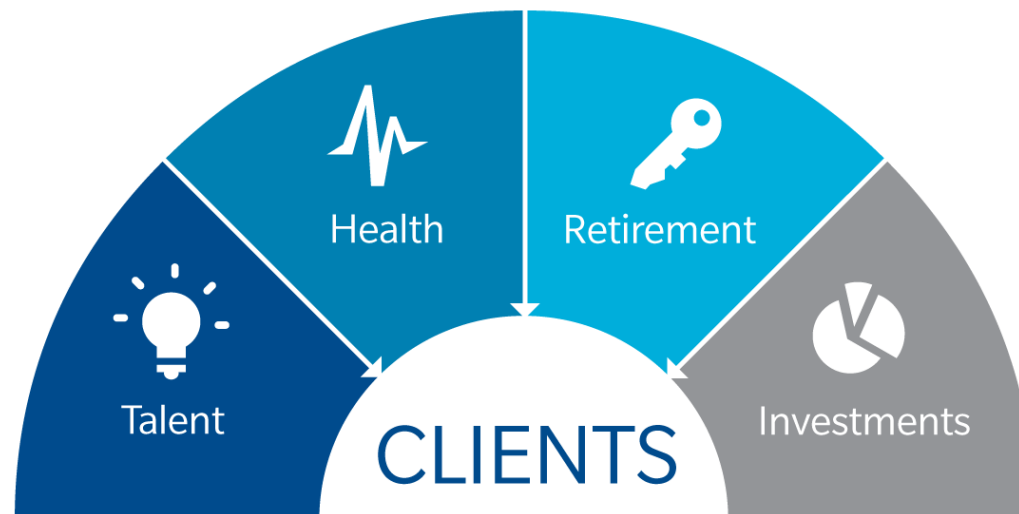 Health
Retirement
Talent
Investments
CLIENTS